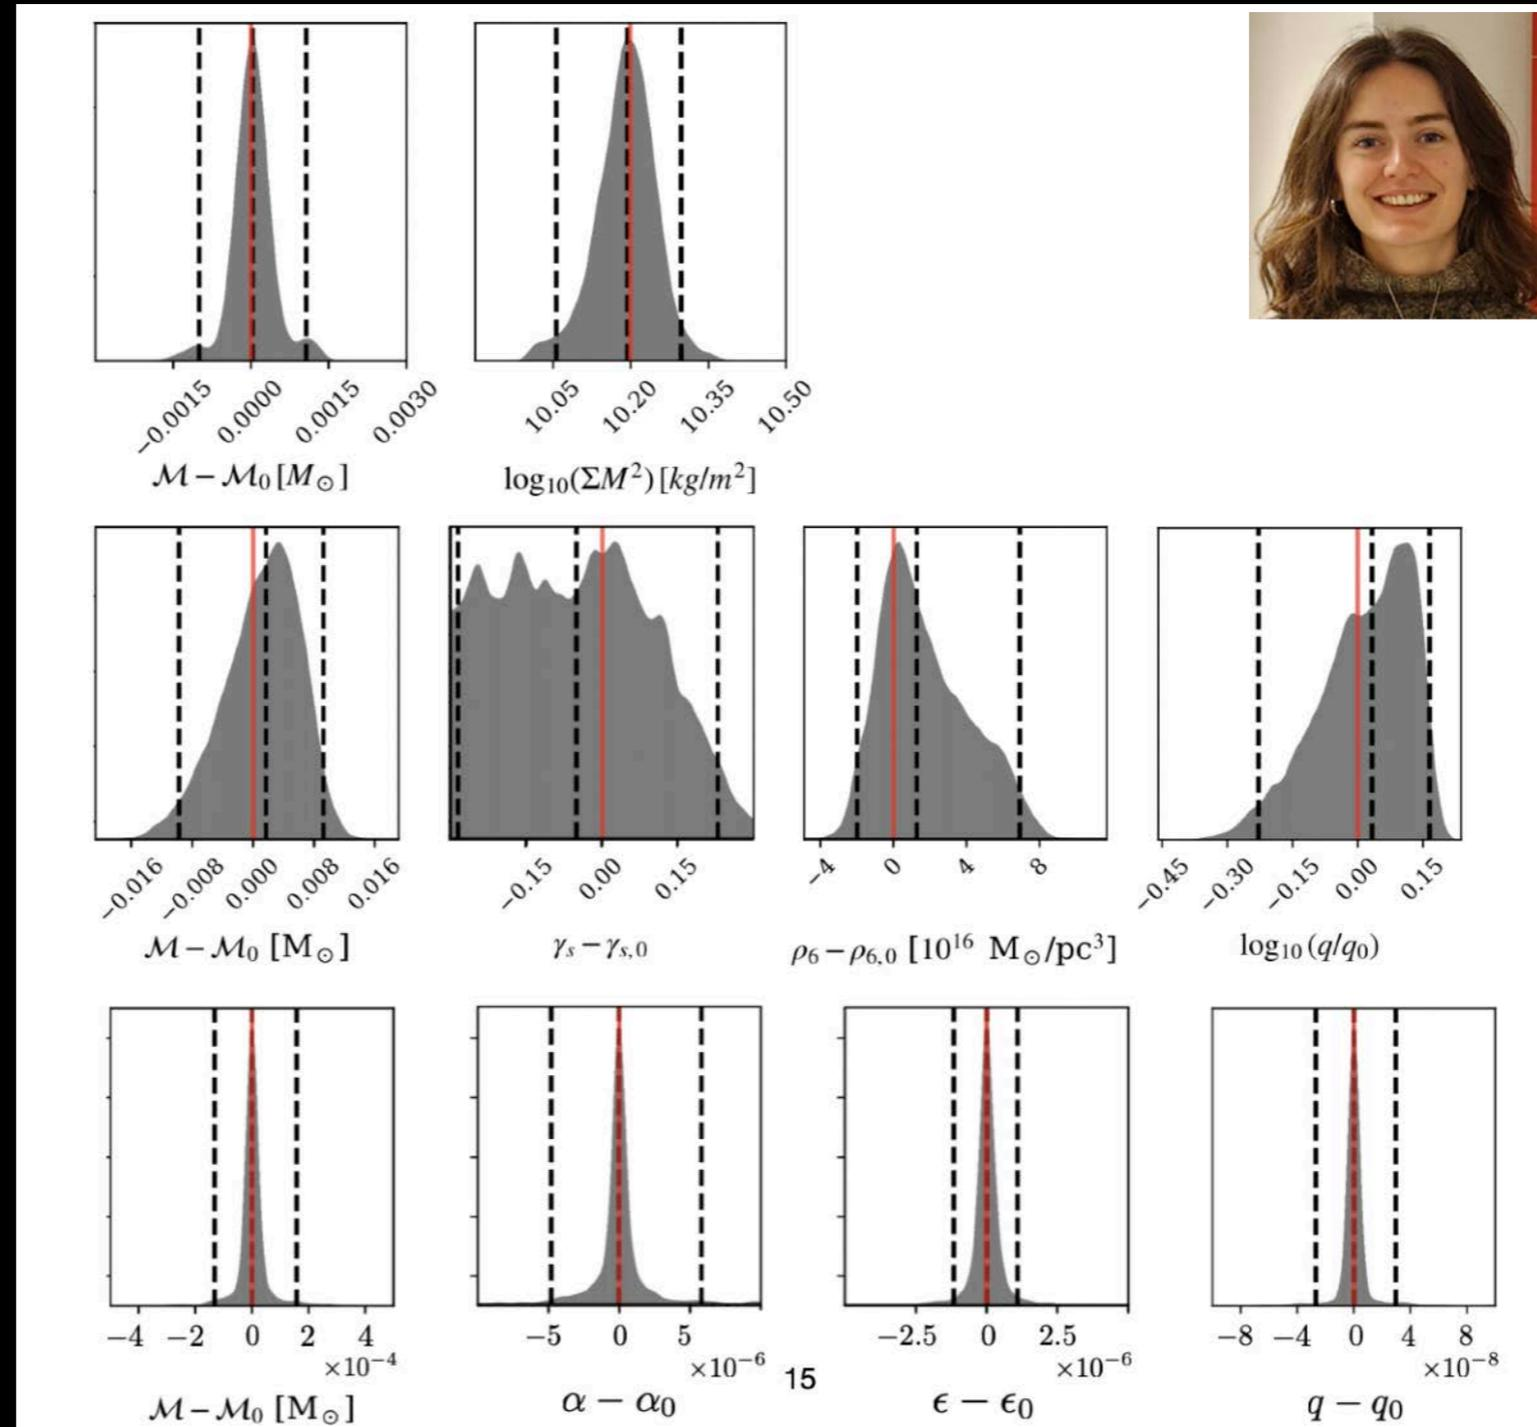 −0.0015 0.0000 0.0015 0.0030
10.05 10.20 10.35 10.50
ℳ − ℳ₀ [M☉]
log₁₀(ΣM²) [kg/m²]
−0.016 −0.008 0.000 0.008 0.016
−0.15 0.00 0.15
−4 0 4 8
−0.45 −0.30 −0.15 0.00 0.15
ℳ − ℳ₀ [M☉]
γₛ − γₛ,₀
ρ₆ − ρ₆,₀ [10¹⁶ M☉/pc³]
log₁₀(q/q₀)
−4 −2 0 2 4
×10⁻⁴
−5 0 5
×10⁻⁶
−2.5 0 2.5
×10⁻⁶
−8 −4 0 4 8
×10⁻⁸
ℳ − ℳ₀ [M☉]
α − α₀
15
ϵ − ϵ₀
q − q₀